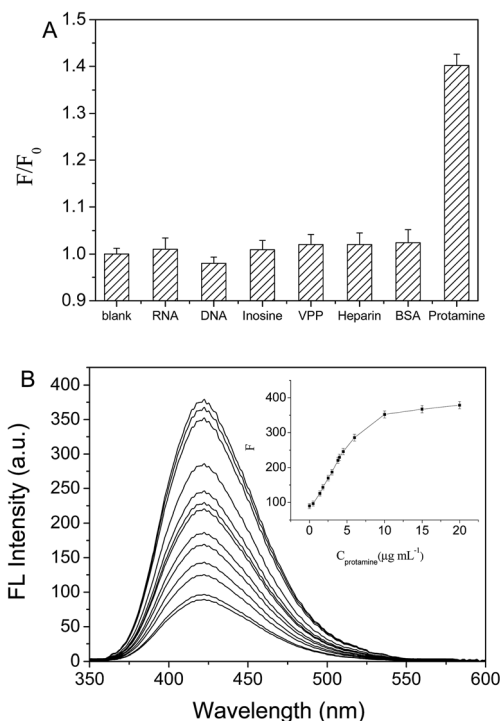 A
F/F0
1.5
1.4
1.3
1.2
1.1
1.0
0.9
blank RNA DNA Inosine VPP Heparin BSA Protamine
B
FL Intensity (a.u.)
400
350
300
250
200
150
100
50
0
350 400 450 500 550 600
Wavelength (nm)
F
400
300
200
100
0 5 10 15 20
Cprotamine(μg mL-1)